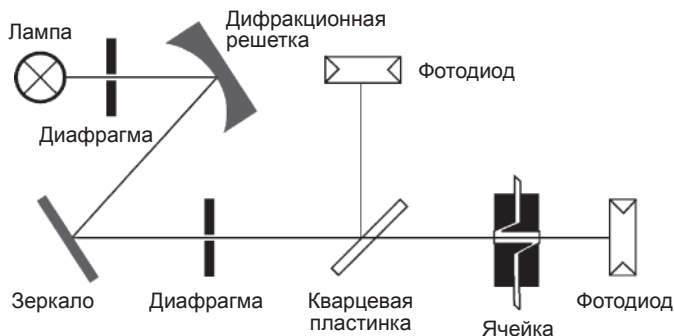 Лампа
Дифракционная
решетка
Фотодиод
Диафрагма
Зеркало
Диафрагма
Кварцевая
пластинка
Ячейка
Фотодиод